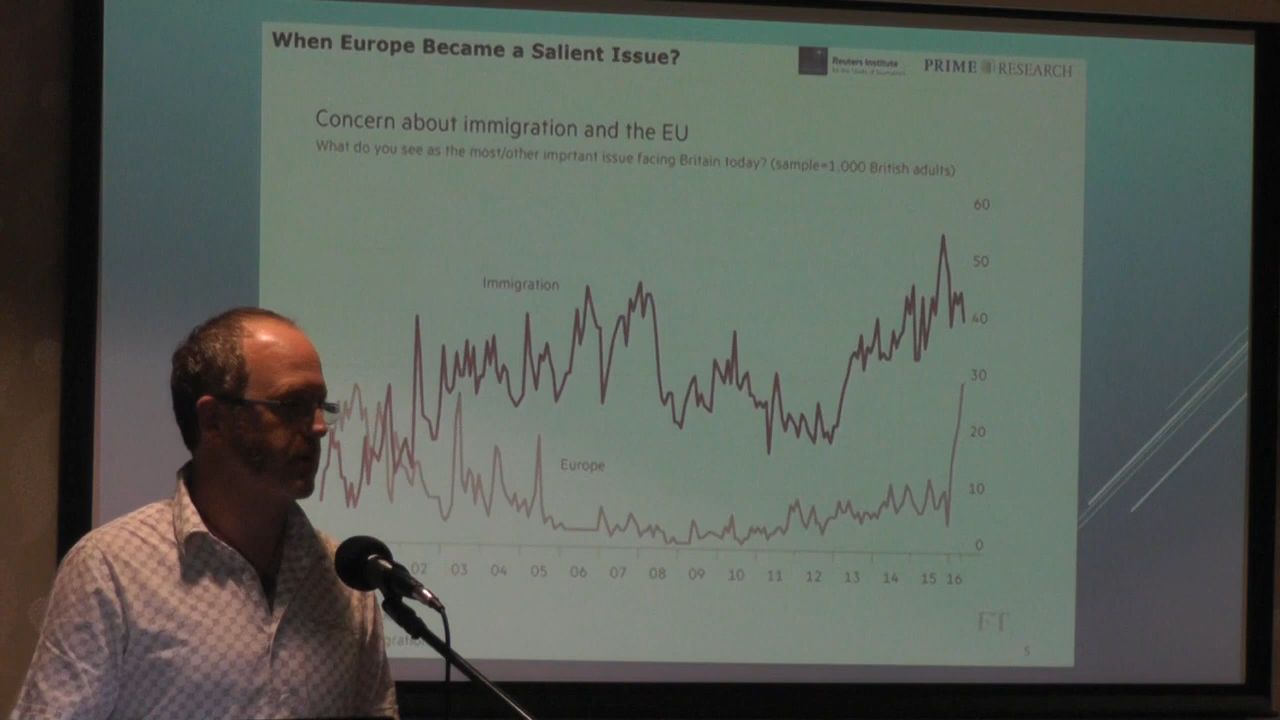 When Europe Became a Salient Issue?
Reuters Institute
PRIME RESEARCH
Concern about immigration and the EU
What do you see as the most/other imprtant issue facing Britain today? (sample=1,000 British adults)
60
50
Immigration
40
30
20
Europe
10
0
02 03 04 05 06 07 08 09 10 11 12 13 14 15 16
FT
5